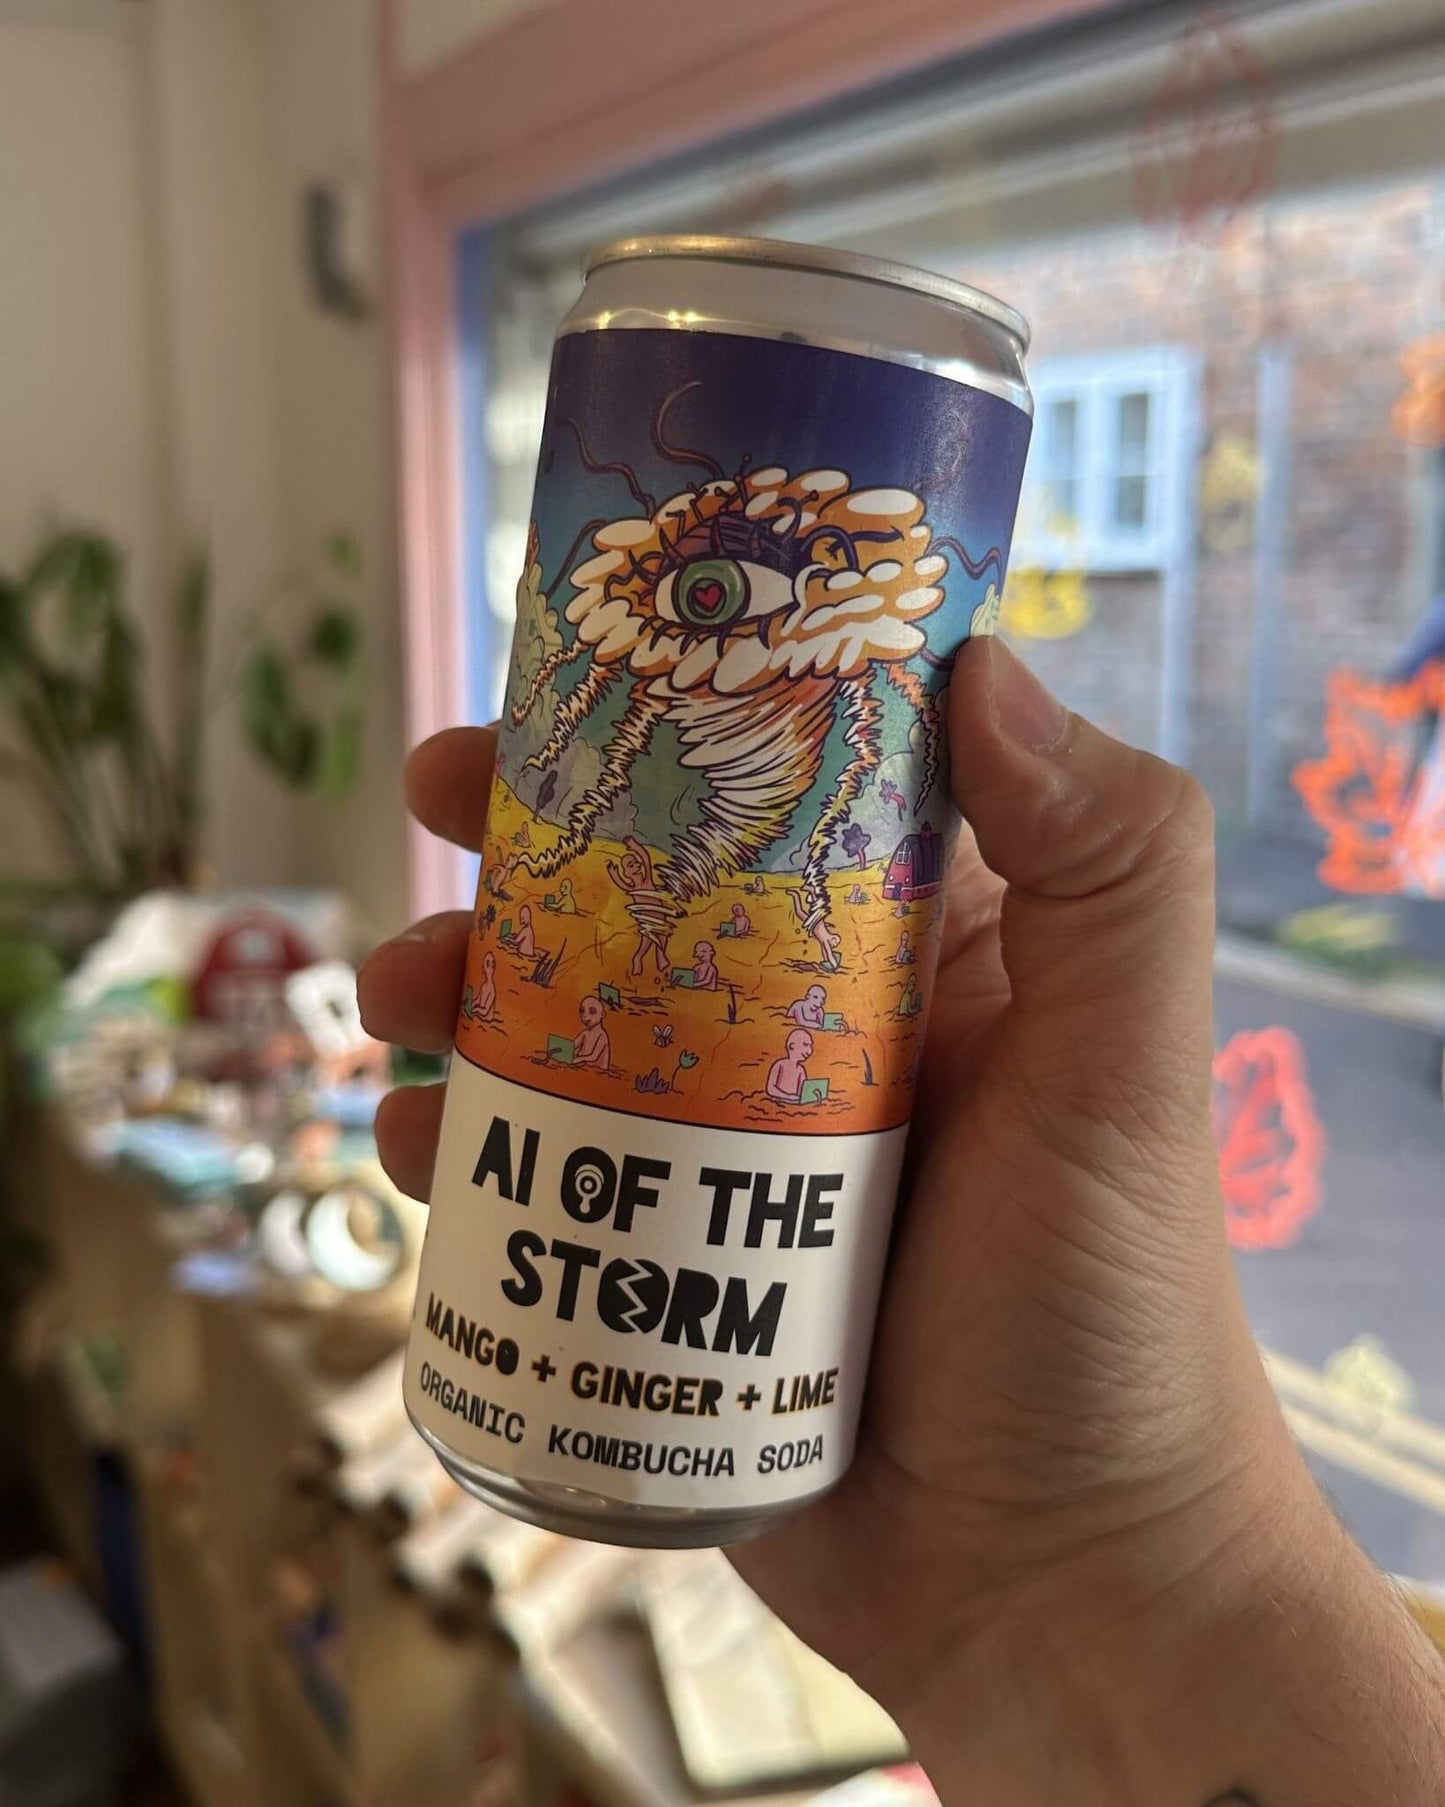 AI OF THE
STORM
MANGO + GINGER + LIME
ORGANIC KOMBUCHA SODA